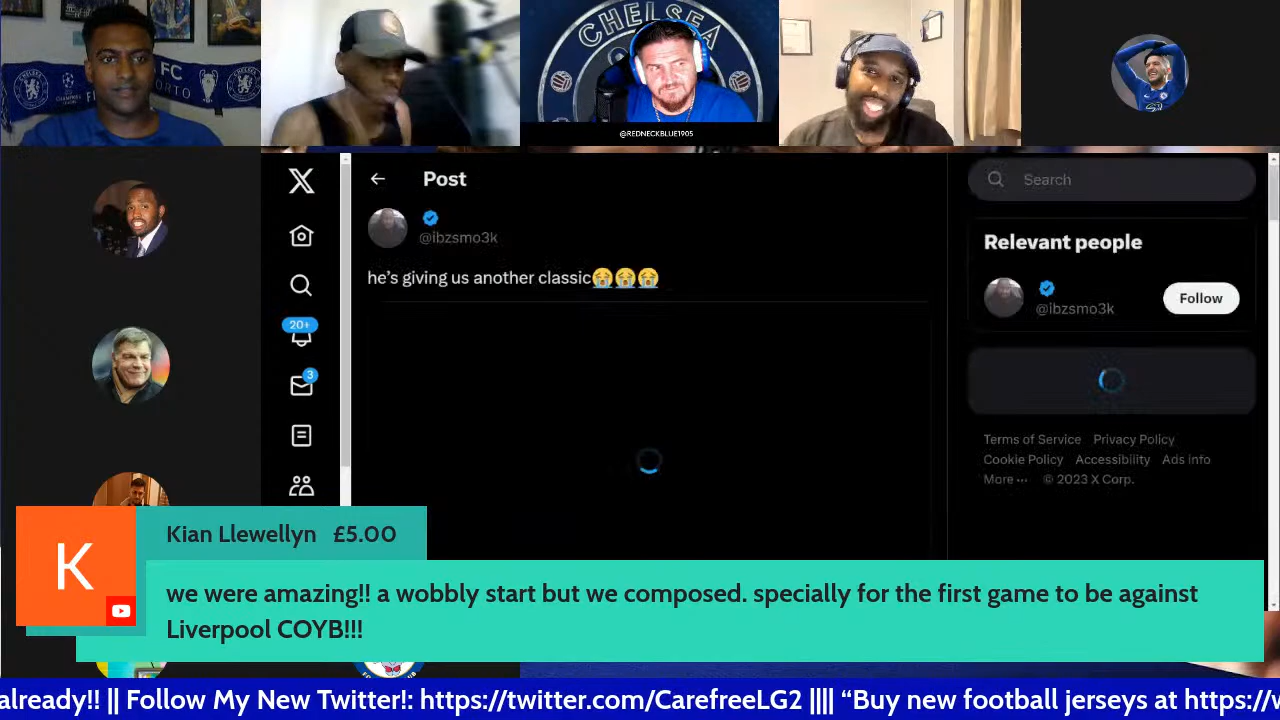 CHELSEA
FC
PORTO
@REDNECKBLUE1905
Post
Search
@ibzsmo3k
he’s giving us another classic😭😭😭
Relevant people
@ibzsmo3k
Follow
20+
3
Terms of Service Privacy Policy
Cookie Policy Accessibility Ads info
More ··· © 2023 X Corp.
K
Kian Llewellyn £5.00
we were amazing!! a wobbly start but we composed. specially for the first game to be against
Liverpool COYB!!!
already!! || Follow My New Twitter!: https://twitter.com/CarefreeLG2 |||| “Buy new football jerseys at https://